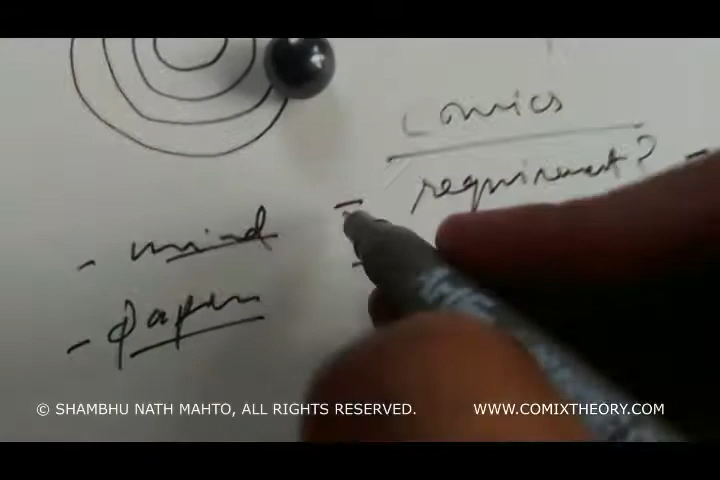 comics
requirement?
- mind
- paper
© SHAMBHU NATH MAHTO, ALL RIGHTS RESERVED.
WWW.COMIXTHEORY.COM